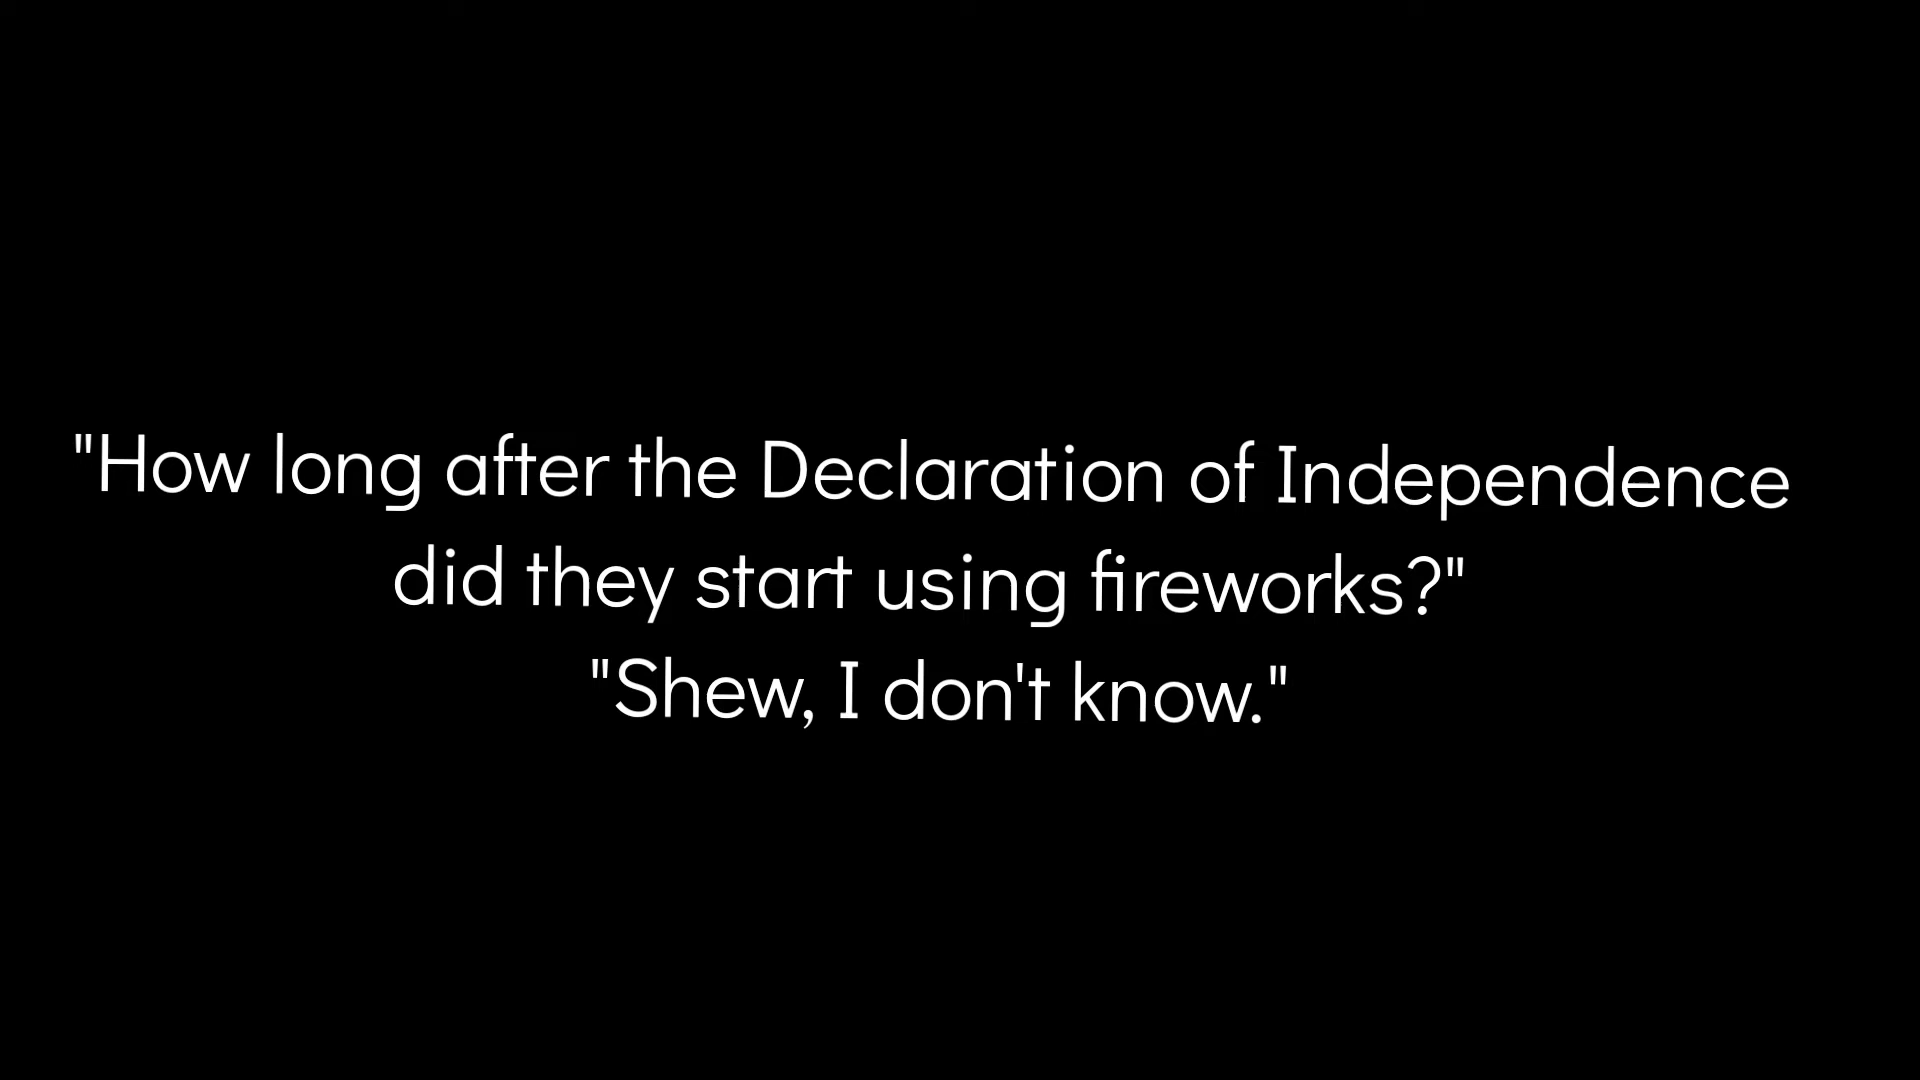 "How long after the Declaration of Independence
did they start using fireworks?"
"Shew, I don't know."